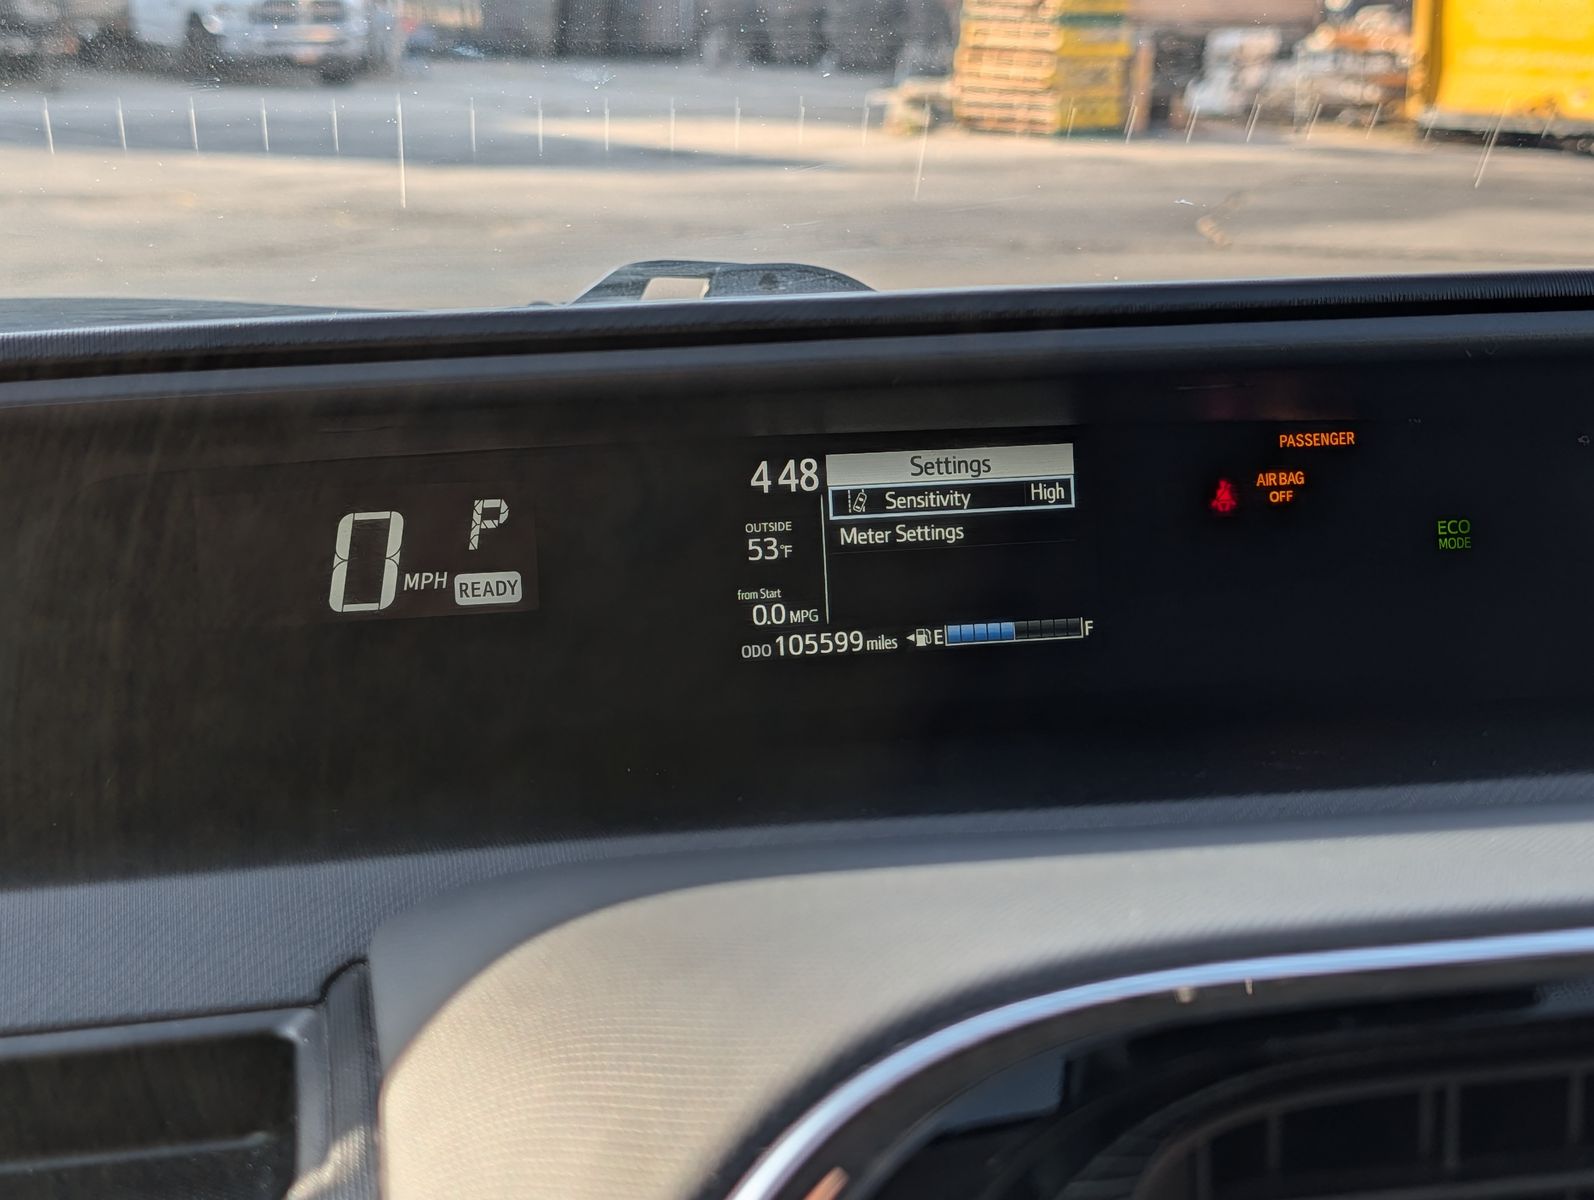 0 MPH
P
READY
4 48
OUTSIDE
53°F
from Start
0.0 MPG
ODO 105599 miles
Settings
Sensitivity High
Meter Settings
E F
PASSENGER
AIR BAG
OFF
ECO
MODE